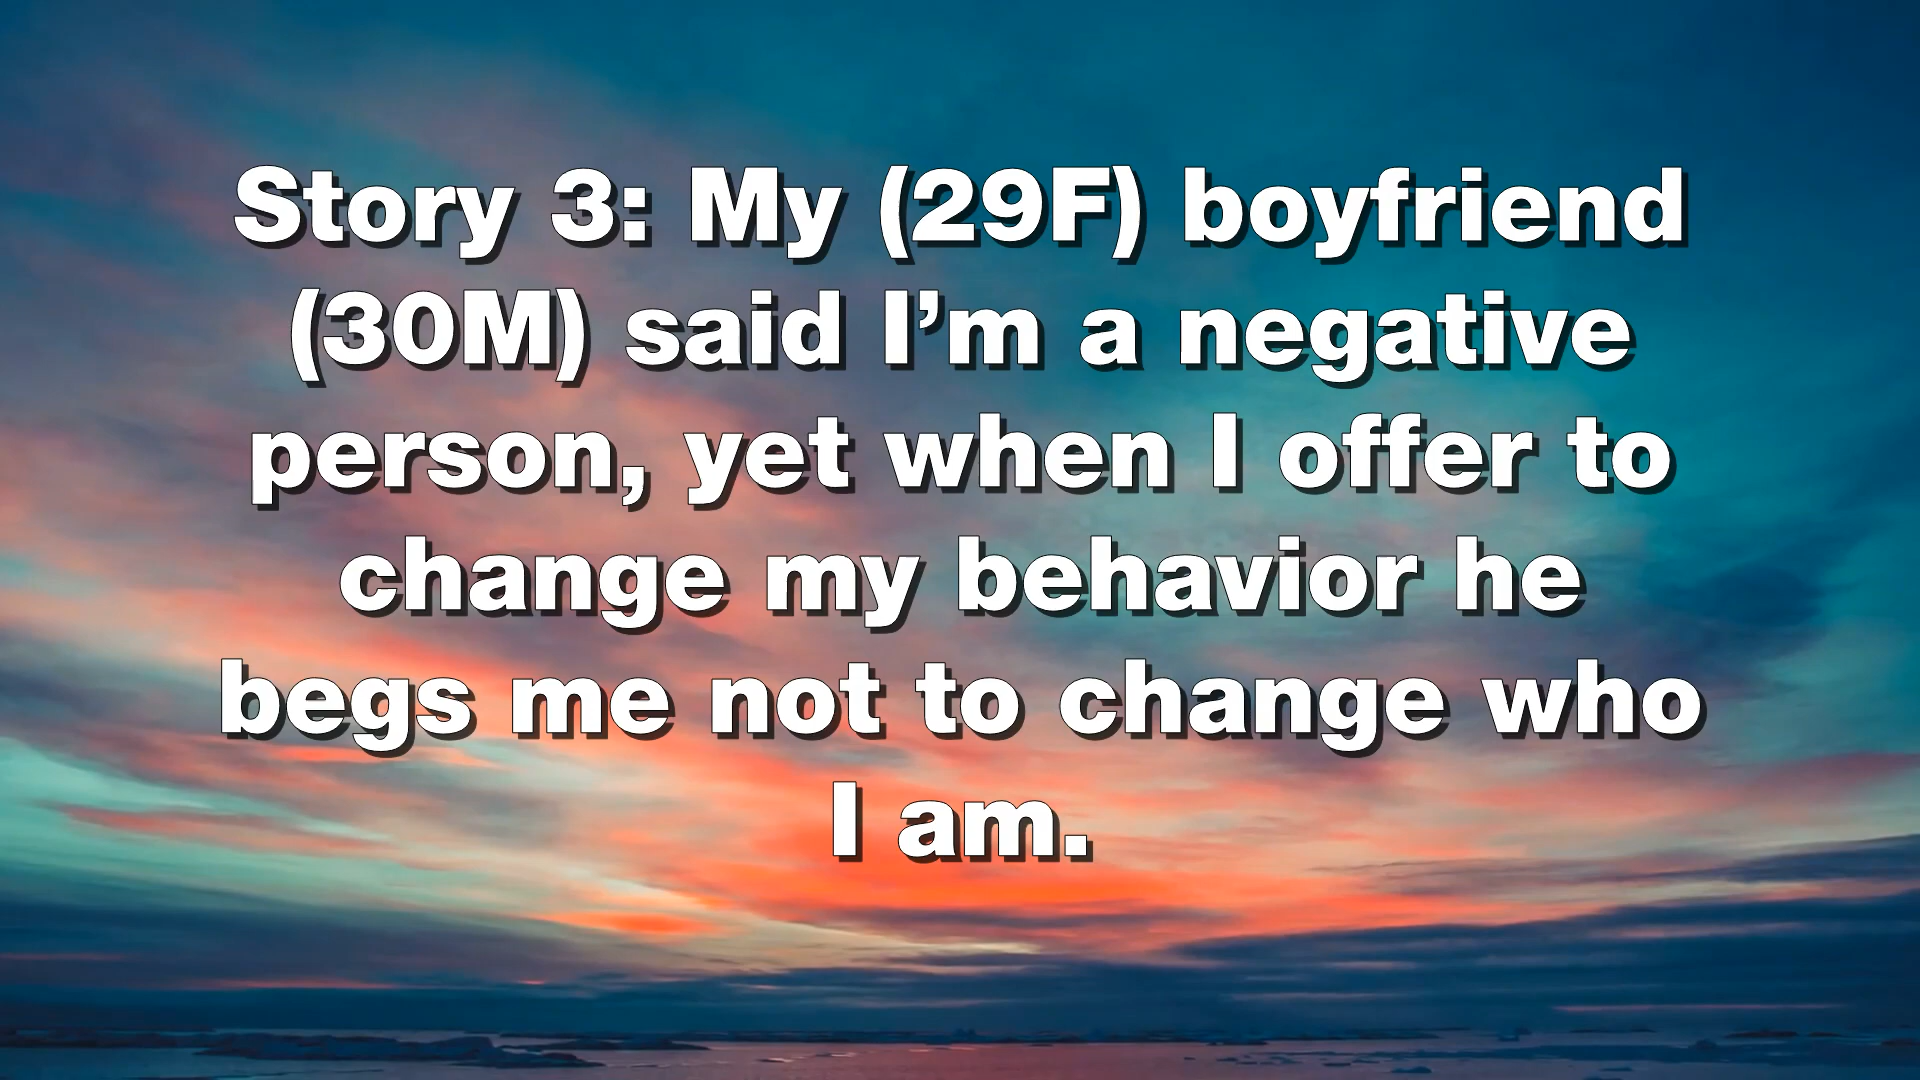 Story 3: My (29F) boyfriend
(30M) said I’m a negative
person, yet when I offer to
change my behavior he
begs me not to change who
I am.